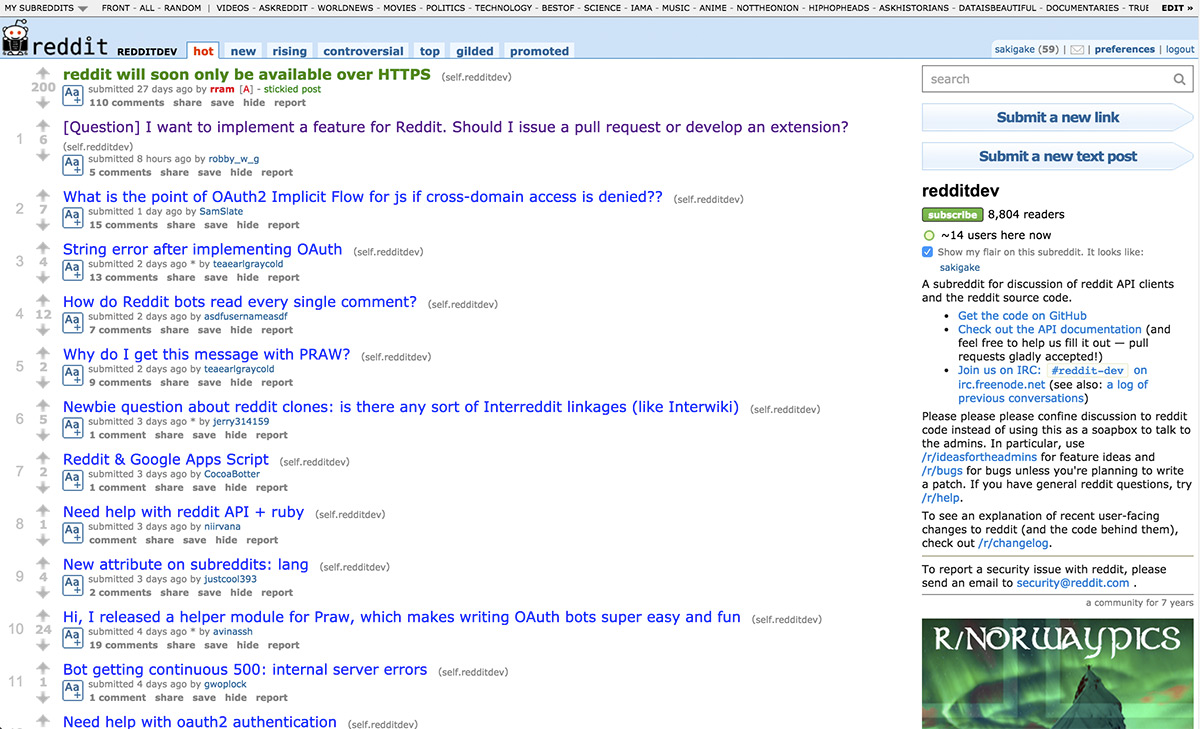 MY SUBREDDITS FRONT - ALL - RANDOM | VIDEOS - ASKREDDIT - WORLDNEWS - MOVIES - POLITICS - TECHNOLOGY - BESTOF - SCIENCE - IAMA - MUSIC - ANIME - NOTTHEONION - HIPHOPHEADS - ASKHISTORIANS - DATAISBEAUTIFUL - DOCUMENTARIES - TRUE EDIT »
reddit REDDITDEV hot new rising controversial top gilded promoted
sakigake (59) | | preferences | logout
reddit will soon only be available over HTTPS (self.redditdev)
200
Aa+ submitted 27 days ago by rram [A] - stickied post
110 comments share save hide report
[Question] I want to implement a feature for Reddit. Should I issue a pull request or develop an extension?
1 6
(self.redditdev)
Aa+ submitted 8 hours ago by robby_w_g
5 comments share save hide report
What is the point of OAuth2 Implicit Flow for js if cross-domain access is denied?? (self.redditdev)
2 7
Aa+ submitted 1 day ago by SamSlate
15 comments share save hide report
String error after implementing OAuth (self.redditdev)
3 4
Aa+ submitted 2 days ago * by teaearlgraycold
13 comments share save hide report
How do Reddit bots read every single comment? (self.redditdev)
4 12
Aa+ submitted 2 days ago by asdfusernameasdf
7 comments share save hide report
Why do I get this message with PRAW? (self.redditdev)
5 2
Aa+ submitted 2 days ago by teaearlgraycold
9 comments share save hide report
Newbie question about reddit clones: is there any sort of Interreddit linkages (like Interwiki) (self.redditdev)
6 5
Aa+ submitted 3 days ago * by jerry314159
1 comment share save hide report
Reddit & Google Apps Script (self.redditdev)
7 2
Aa+ submitted 3 days ago by CocoaBotter
1 comment share save hide report
Need help with reddit API + ruby (self.redditdev)
8 1
Aa+ submitted 3 days ago by niirvana
comment share save hide report
New attribute on subreddits: lang (self.redditdev)
9 4
Aa+ submitted 3 days ago by justcool393
2 comments share save hide report
Hi, I released a helper module for Praw, which makes writing OAuth bots super easy and fun (self.redditdev)
10 24
Aa+ submitted 4 days ago * by avinassh
19 comments share save hide report
Bot getting continuous 500: internal server errors (self.redditdev)
11 1
Aa+ submitted 4 days ago by gwoplock
1 comment share save hide report
Need help with oauth2 authentication (self.redditdev)
search
Submit a new link
Submit a new text post
redditdev
subscribe 8,804 readers
~14 users here now
Show my flair on this subreddit. It looks like:
sakigake
A subreddit for discussion of reddit API clients
and the reddit source code.
• Get the code on GitHub
• Check out the API documentation (and
feel free to help us fill it out — pull
requests gladly accepted!)
• Join us on IRC: #reddit-dev on
irc.freenode.net (see also: a log of
previous conversations)
Please please please confine discussion to reddit
code instead of using this as a soapbox to talk to
the admins. In particular, use
/r/ideasfortheadmins for feature ideas and
/r/bugs for bugs unless you're planning to write
a patch. If you have general reddit questions, try
/r/help.
To see an explanation of recent user-facing
changes to reddit (and the code behind them),
check out /r/changelog.
To report a security issue with reddit, please
send an email to security@reddit.com .
a community for 7 years
R/NORWAYPICS